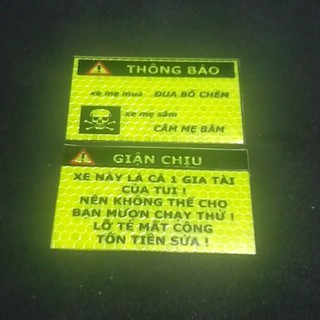 THÔNG BÁO
xe mẹ mua ĐUA BỐ CHÉM
xe mẹ sắm
CẤM MẸ BẤM
GIẬN CHỊU
XE NÀY LÀ CẢ 1 GIA TÀI
CỦA TUI !
NÊN KHÔNG THỂ CHO
BẠN MƯỢN CHẠY THỬ !
LỠ TÉ MẤT CÔNG
TỐN TIỀN SỬA !